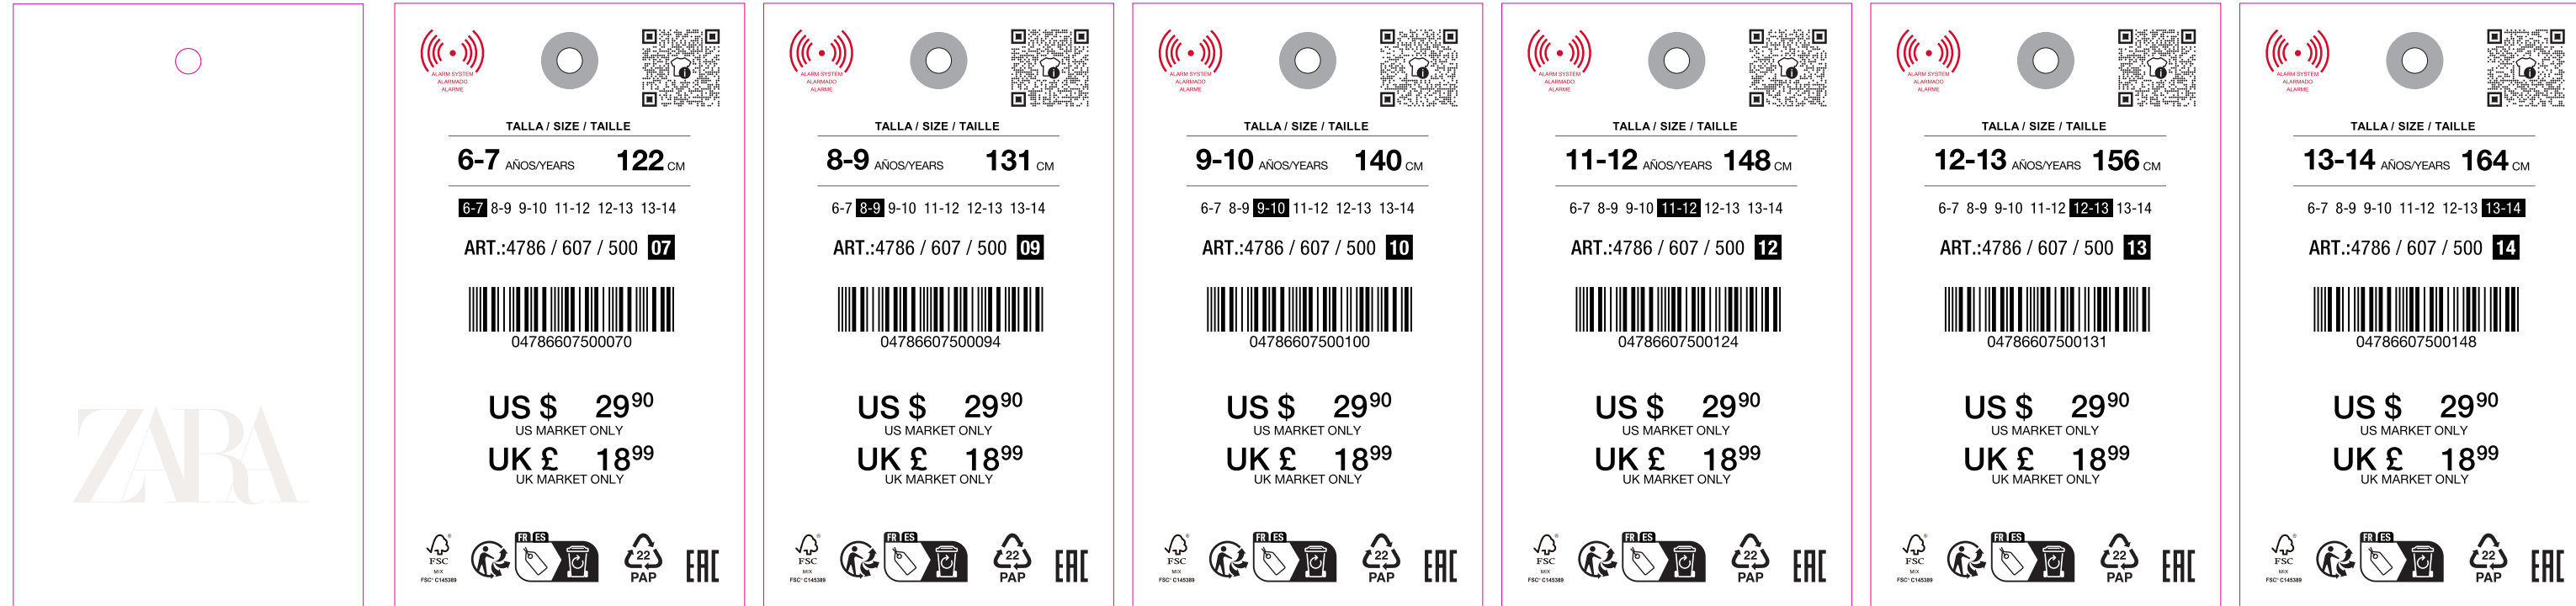 ZARA
ALARM SYSTEM
ALARMADO
ALARME
TALLA / SIZE / TAILLE
6-7 AÑOS/YEARS 122 CM
6-7 8-9 9-10 11-12 12-13 13-14
ART.:4786 / 607 / 500 07
04786607500070
US $ 29 90
US MARKET ONLY
UK £ 18 99
UK MARKET ONLY
FSC
MIX
FSC® C145389
FR ES
22
PAP
EAC
ALARM SYSTEM
ALARMADO
ALARME
TALLA / SIZE / TAILLE
8-9 AÑOS/YEARS 131 CM
6-7 8-9 9-10 11-12 12-13 13-14
ART.:4786 / 607 / 500 09
04786607500094
US $ 29 90
US MARKET ONLY
UK £ 18 99
UK MARKET ONLY
FSC
MIX
FSC® C145389
FR ES
22
PAP
EAC
ALARM SYSTEM
ALARMADO
ALARME
TALLA / SIZE / TAILLE
9-10 AÑOS/YEARS 140 CM
6-7 8-9 9-10 11-12 12-13 13-14
ART.:4786 / 607 / 500 10
04786607500100
US $ 29 90
US MARKET ONLY
UK £ 18 99
UK MARKET ONLY
FSC
MIX
FSC® C145389
FR ES
22
PAP
EAC
ALARM SYSTEM
ALARMADO
ALARME
TALLA / SIZE / TAILLE
11-12 AÑOS/YEARS 148 CM
6-7 8-9 9-10 11-12 12-13 13-14
ART.:4786 / 607 / 500 12
04786607500124
US $ 29 90
US MARKET ONLY
UK £ 18 99
UK MARKET ONLY
FSC
MIX
FSC® C145389
FR ES
22
PAP
EAC
ALARM SYSTEM
ALARMADO
ALARME
TALLA / SIZE / TAILLE
12-13 AÑOS/YEARS 156 CM
6-7 8-9 9-10 11-12 12-13 13-14
ART.:4786 / 607 / 500 13
04786607500131
US $ 29 90
US MARKET ONLY
UK £ 18 99
UK MARKET ONLY
FSC
MIX
FSC® C145389
FR ES
22
PAP
EAC
ALARM SYSTEM
ALARMADO
ALARME
TALLA / SIZE / TAILLE
13-14 AÑOS/YEARS 164 CM
6-7 8-9 9-10 11-12 12-13 13-14
ART.:4786 / 607 / 500 14
04786607500148
US $ 29 90
US MARKET ONLY
UK £ 18 99
UK MARKET ONLY
FSC
MIX
FSC® C145389
FR ES
22
PAP
EAC